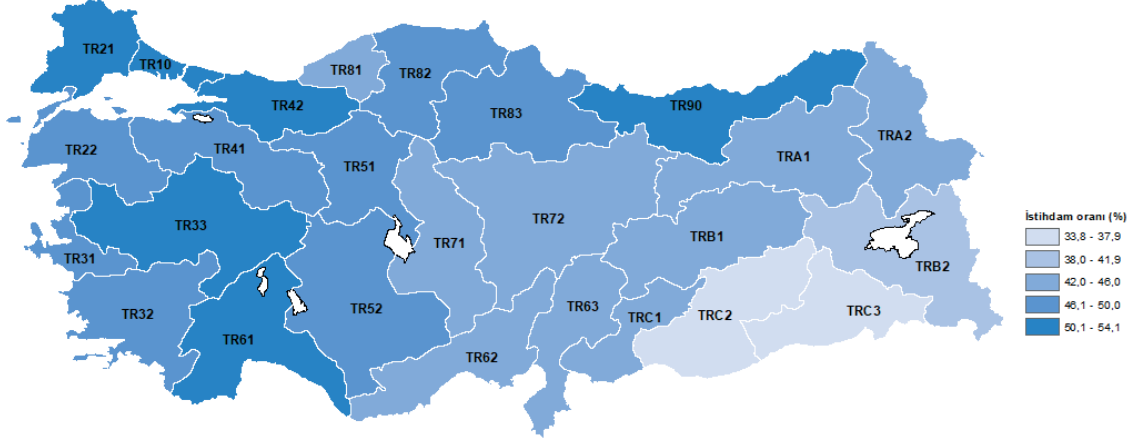 TR21
TR10
TR81
TR82
TR42
TR90
TR83
TR22
TR41
TR51
TRA1
TRA2
TR33
TR72
TR71
TRB1
TR31
TRB2
TR32
TR52
TR63
TRC1
TRC2
TRC3
TR61
TR62
İstihdam oranı (%)
33,8 - 37,9
38,0 - 41,9
42,0 - 46,0
46,1 - 50,0
50,1 - 54,1